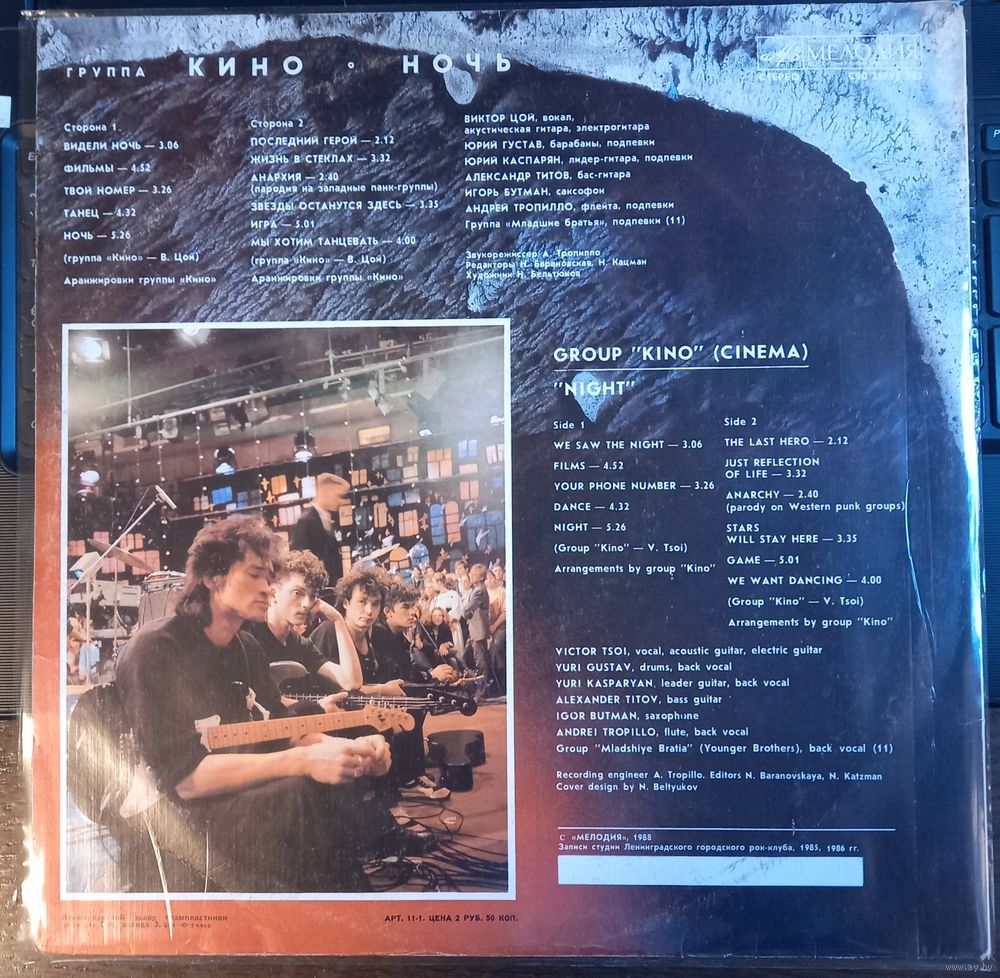 ГРУППА КИНО ° НОЧЬ
МЕЛОДИЯ
СТЕРЕО
Сторона 1
ВИДЕЛИ НОЧЬ — 3.06
ФИЛЬМЫ — 4.52
ТВОЙ НОМЕР — 3.26
ТАНЕЦ — 4.32
НОЧЬ — 5.26
(группа «Кино» — В. Цой)
Аранжировки группы «Кино»
Сторона 2
ПОСЛЕДНИЙ ГЕРОЙ — 2.12
ЖИЗНЬ В СТЕКЛАХ — 3.32
АНАРХИЯ — 2:40
(пародия на западные панк-группы)
ЗВЕЗДЫ ОСТАНУТСЯ ЗДЕСЬ — 3.35
ИГРА — 5.01
МЫ ХОТИМ ТАНЦЕВАТЬ — 4:00
(группа «Кино» — В. Цой)
Аранжировки группы «Кино»
ВИКТОР ЦОЙ, вокал,
акустическая гитара, электрогитара
ЮРИЙ ГУСТАВ, барабаны, подпевки
ЮРИЙ КАСПАРЯН, лидер-гитара, подпевки
АЛЕКСАНДР ТИТОВ, бас-гитара
ИГОРЬ БУТМАН, саксофон
АНДРЕЙ ТРОПИЛЛО, флейта, подпевки
Группа «Младшие братья», подпевки (11)
Звукорежиссер А. Тропилло
Редакторы Н. Барановская, Н. Кацман
Художник Н. Бельтюков
GROUP "KINO" (CINEMA)
"NIGHT"
Side 1
WE SAW THE NIGHT — 3.06
FILMS — 4.52
YOUR PHONE NUMBER — 3.26
DANCE — 4.32
NIGHT — 5.26
(Group "Kino" — V. Tsoi)
Arrangements by group "Kino"
Side 2
THE LAST HERO — 2.12
JUST REFLECTION
OF LIFE — 3.32
ANARCHY — 2.40
(parody on Western punk groups)
STARS
WILL STAY HERE — 3.35
GAME — 5.01
WE WANT DANCING — 4.00
(Group "Kino" — V. Tsoi)
Arrangements by group "Kino"
VICTOR TSOI, vocal, acoustic guitar, electric guitar
YURI GUSTAV, drums, back vocal
YURI KASPARYAN, leader guitar, back vocal
ALEXANDER TITOV, bass guitar
IGOR BUTMAN, saxophone
ANDREI TROPILLO, flute, back vocal
Group "Mladshiye Bratia" (Younger Brothers), back vocal (11)
Recording engineer A. Tropillo. Editors N. Baranovskaya, N. Katzman
Cover design by N. Beltyukov
С «МЕЛОДИЯ», 1988
Записи студии Ленинградского городского рок-клуба, 1985, 1986 гг.
завод грампластинок
АРТ. 11-1. ЦЕНА 2 РУБ. 50 КОП.
www.ay.by